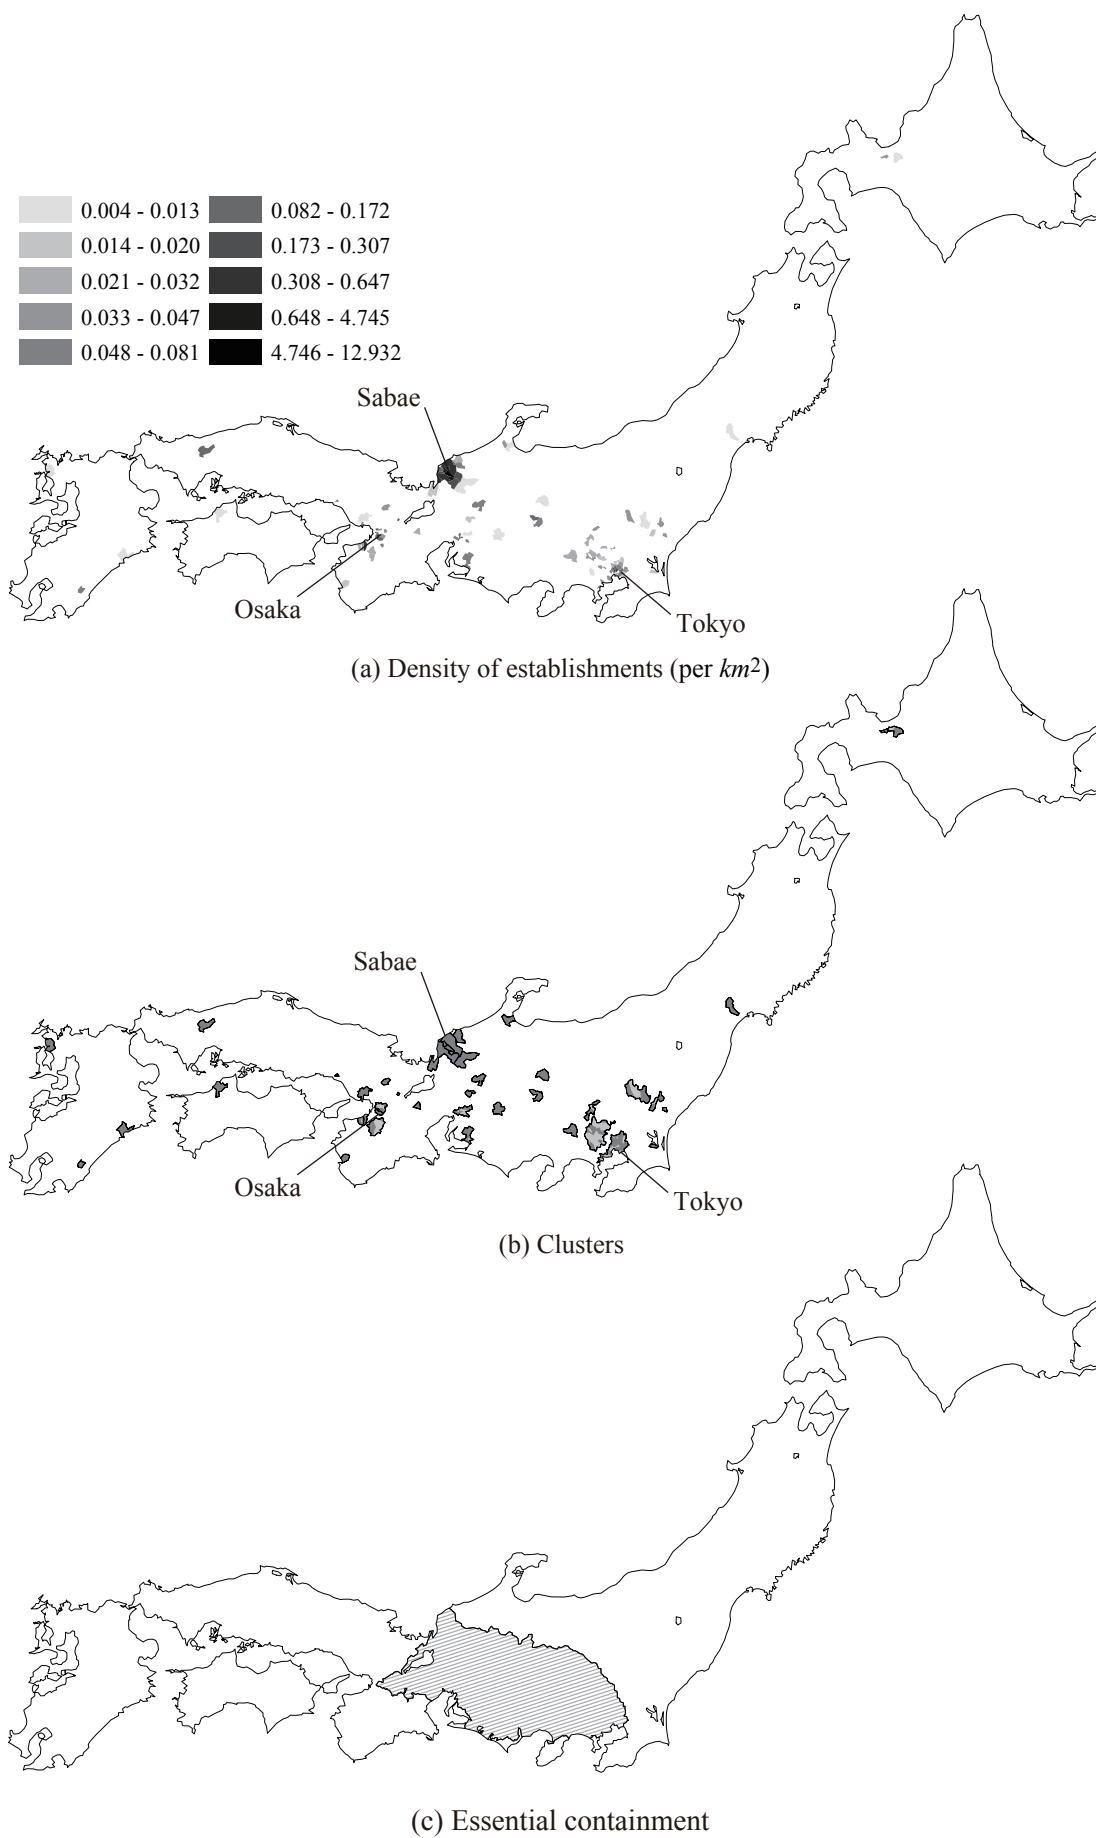 0.004 - 0.013 0.082 - 0.172
0.014 - 0.020 0.173 - 0.307
0.021 - 0.032 0.308 - 0.647
0.033 - 0.047 0.648 - 4.745
0.048 - 0.081 4.746 - 12.932
Sabae
Osaka
Tokyo
(a) Density of establishments (per km2)
Sabae
Osaka
Tokyo
(b) Clusters
(c) Essential containment